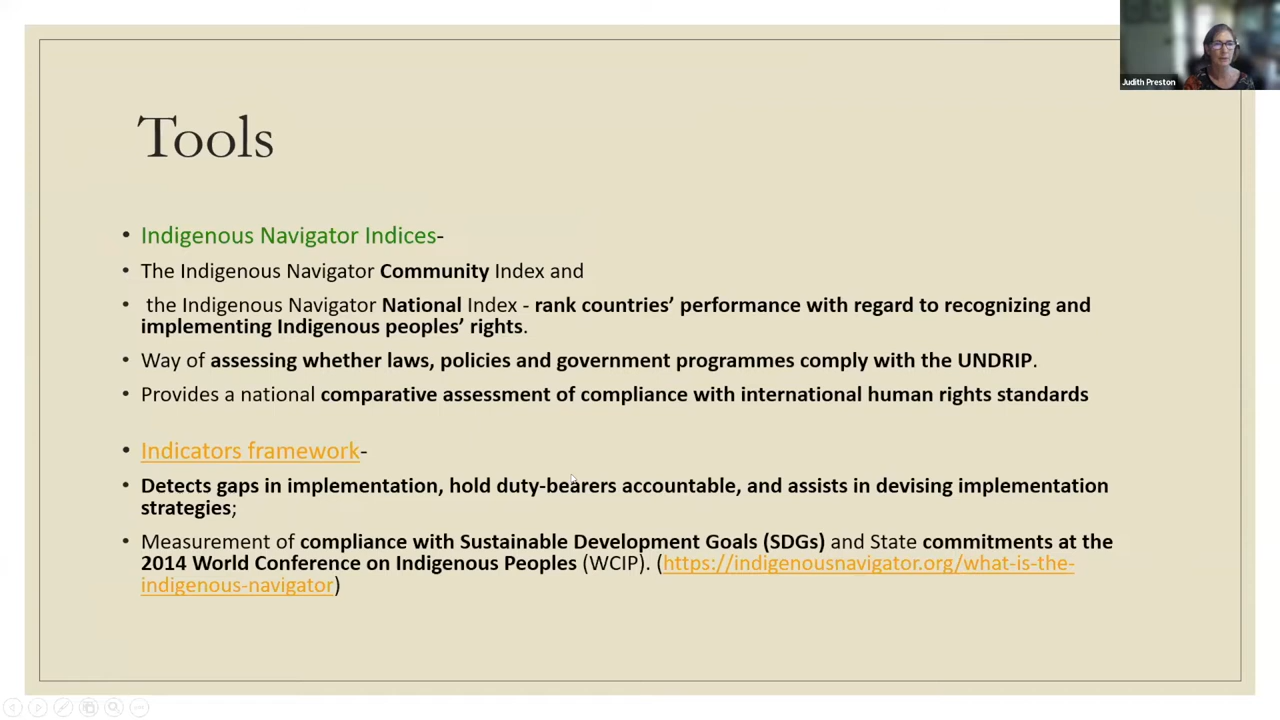 Judith Preston
Tools
• Indigenous Navigator Indices-
• The Indigenous Navigator Community Index and
• the Indigenous Navigator National Index - rank countries’ performance with regard to recognizing and
implementing Indigenous peoples’ rights.
• Way of assessing whether laws, policies and government programmes comply with the UNDRIP.
• Provides a national comparative assessment of compliance with international human rights standards
• Indicators framework-
• Detects gaps in implementation, hold duty-bearers accountable, and assists in devising implementation
strategies;
• Measurement of compliance with Sustainable Development Goals (SDGs) and State commitments at the
2014 World Conference on Indigenous Peoples (WCIP). (https://indigenousnavigator.org/what-is-the-
indigenous-navigator)